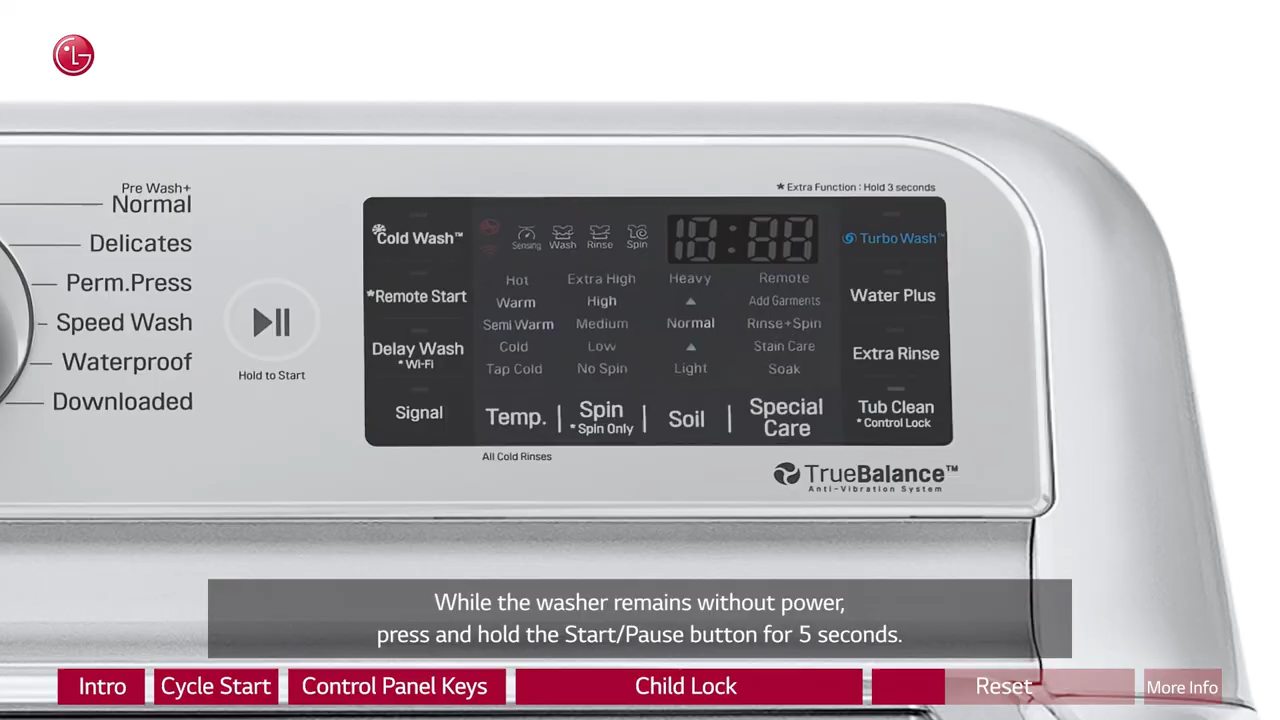 LG
* Extra Function : Hold 3 seconds
Pre Wash+
Normal
Delicates
Perm.Press
Speed Wash
Waterproof
Downloaded
Hold to Start
Cold Wash™
*Remote Start
Delay Wash
* Wi-Fi
Signal
Sensing Wash Rinse Spin
18:88
Hot Extra High Heavy Remote
Warm High ▲ Add Garments
Semi Warm Medium Normal Rinse+Spin
Cold Low ▲ Stain Care
Tap Cold No Spin Light Soak
Temp. | Spin | Soil | Special Care
* Spin Only
Turbo Wash™
Water Plus
Extra Rinse
Tub Clean
* Control Lock
All Cold Rinses
TrueBalance™
Anti-Vibration System
While the washer remains without power,
press and hold the Start/Pause button for 5 seconds.
Intro Cycle Start Control Panel Keys Child Lock Reset More Info